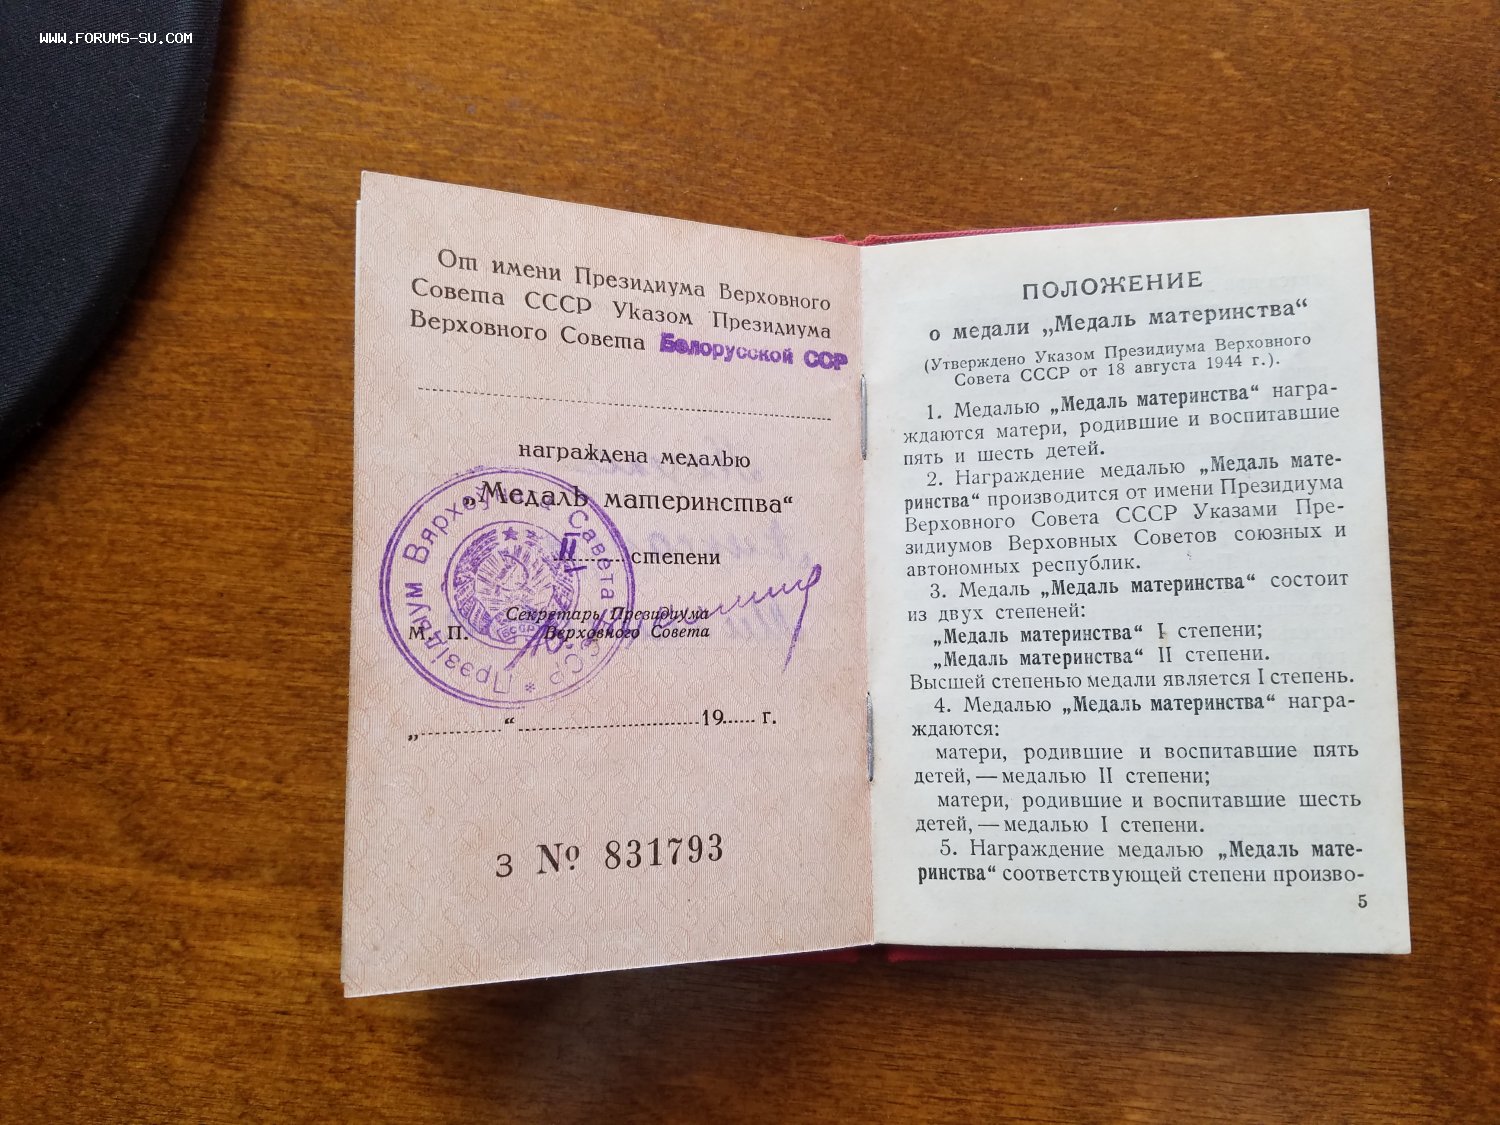 WWW.FORUMS-SU.COM
От имени Президиума Верховного
Совета СССР Указом Президиума
Верховного Совета Белорусской ССР
награждена медалью
„Медаль материнства“
II степени
Секретарь Президиума
Верховного Совета
М. П.
Прэзідыум Вярхоўнага Савета БССР
„ “ 19 г.
З № 831793
ПОЛОЖЕНИЕ
о медали „Медаль материнства“
(Утверждено Указом Президиума Верховного
Совета СССР от 18 августа 1944 г.).
1. Медалью „Медаль материнства“ награ-
ждаются матери, родившие и воспитавшие
пять и шесть детей.
2. Награждение медалью „Медаль мате-
ринства“ производится от имени Президиума
Верховного Совета СССР Указами Пре-
зидиумов Верховных Советов союзных и
автономных республик.
3. Медаль „Медаль материнства“ состоит
из двух степеней:
„Медаль материнства“ I степени;
„Медаль материнства“ II степени.
Высшей степенью медали является I степень.
4. Медалью „Медаль материнства“ награ-
ждаются:
матери, родившие и воспитавшие пять
детей, — медалью II степени;
матери, родившие и воспитавшие шесть
детей, — медалью I степени.
5. Награждение медалью „Медаль мате-
ринства“ соответствующей степени произво-
5